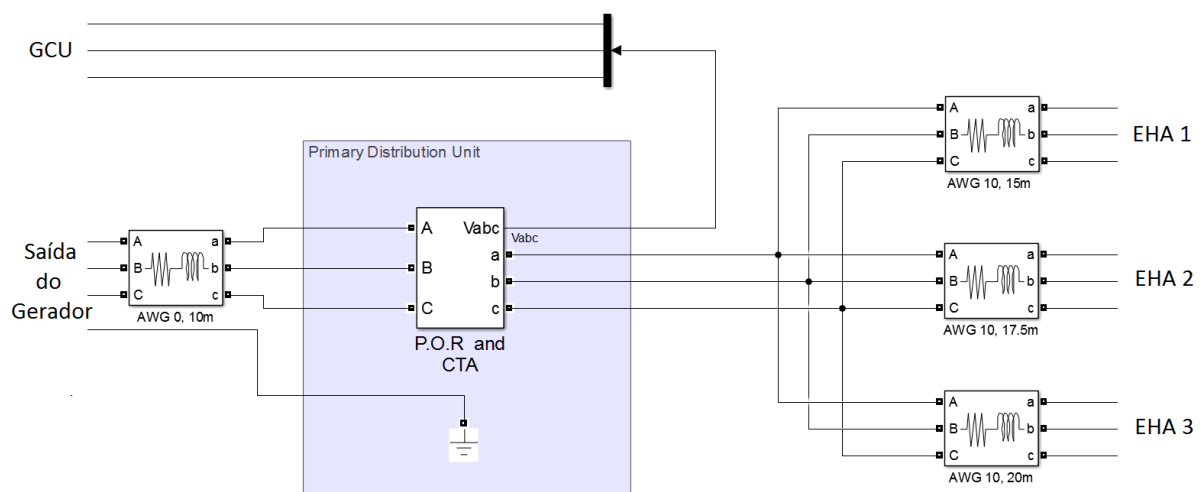 GCU
Primary Distribution Unit
A
B
C
Vabc
a
b
c
Vabc
P.O.R and
CTA
Saída
do
Gerador
A a
B b
C c
AWG 0, 10m
A a
B b
C c
AWG 10, 15m
EHA 1
A a
B b
C c
AWG 10, 17.5m
EHA 2
A a
B b
C c
AWG 10, 20m
EHA 3